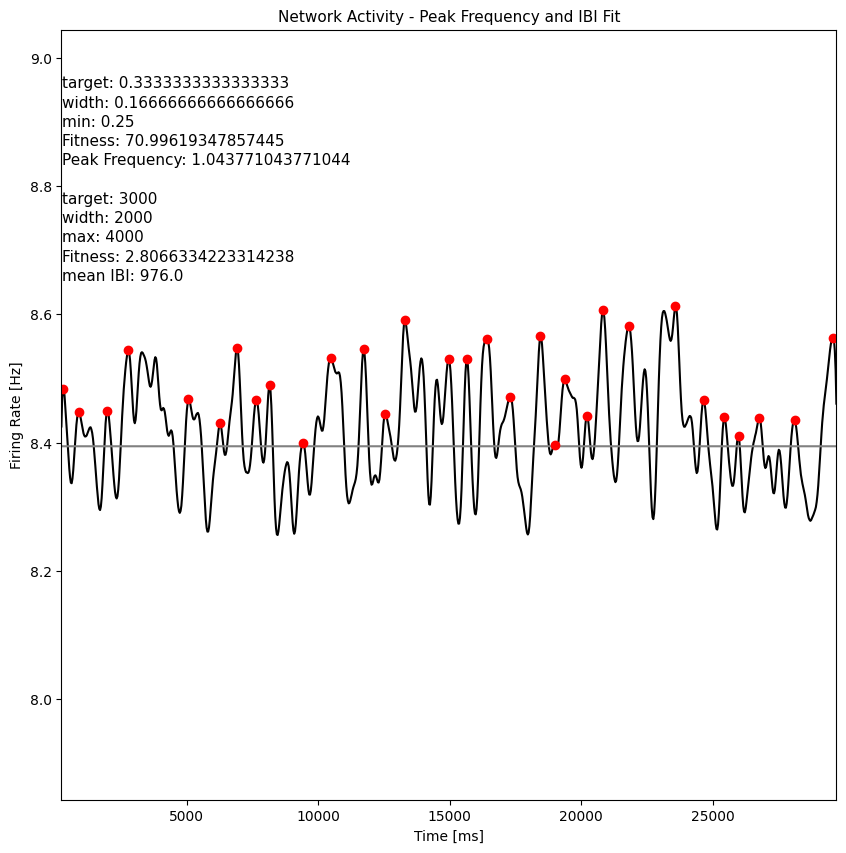 Network Activity - Peak Frequency and IBI Fit
9.0
target: 0.3333333333333333
width: 0.16666666666666666
min: 0.25
Fitness: 70.99619347857445
Peak Frequency: 1.043771043771044
8.8
target: 3000
width: 2000
max: 4000
Fitness: 2.8066334223314238
mean IBI: 976.0
8.6
8.4
8.2
8.0
Firing Rate [Hz]
5000 10000 15000 20000 25000
Time [ms]